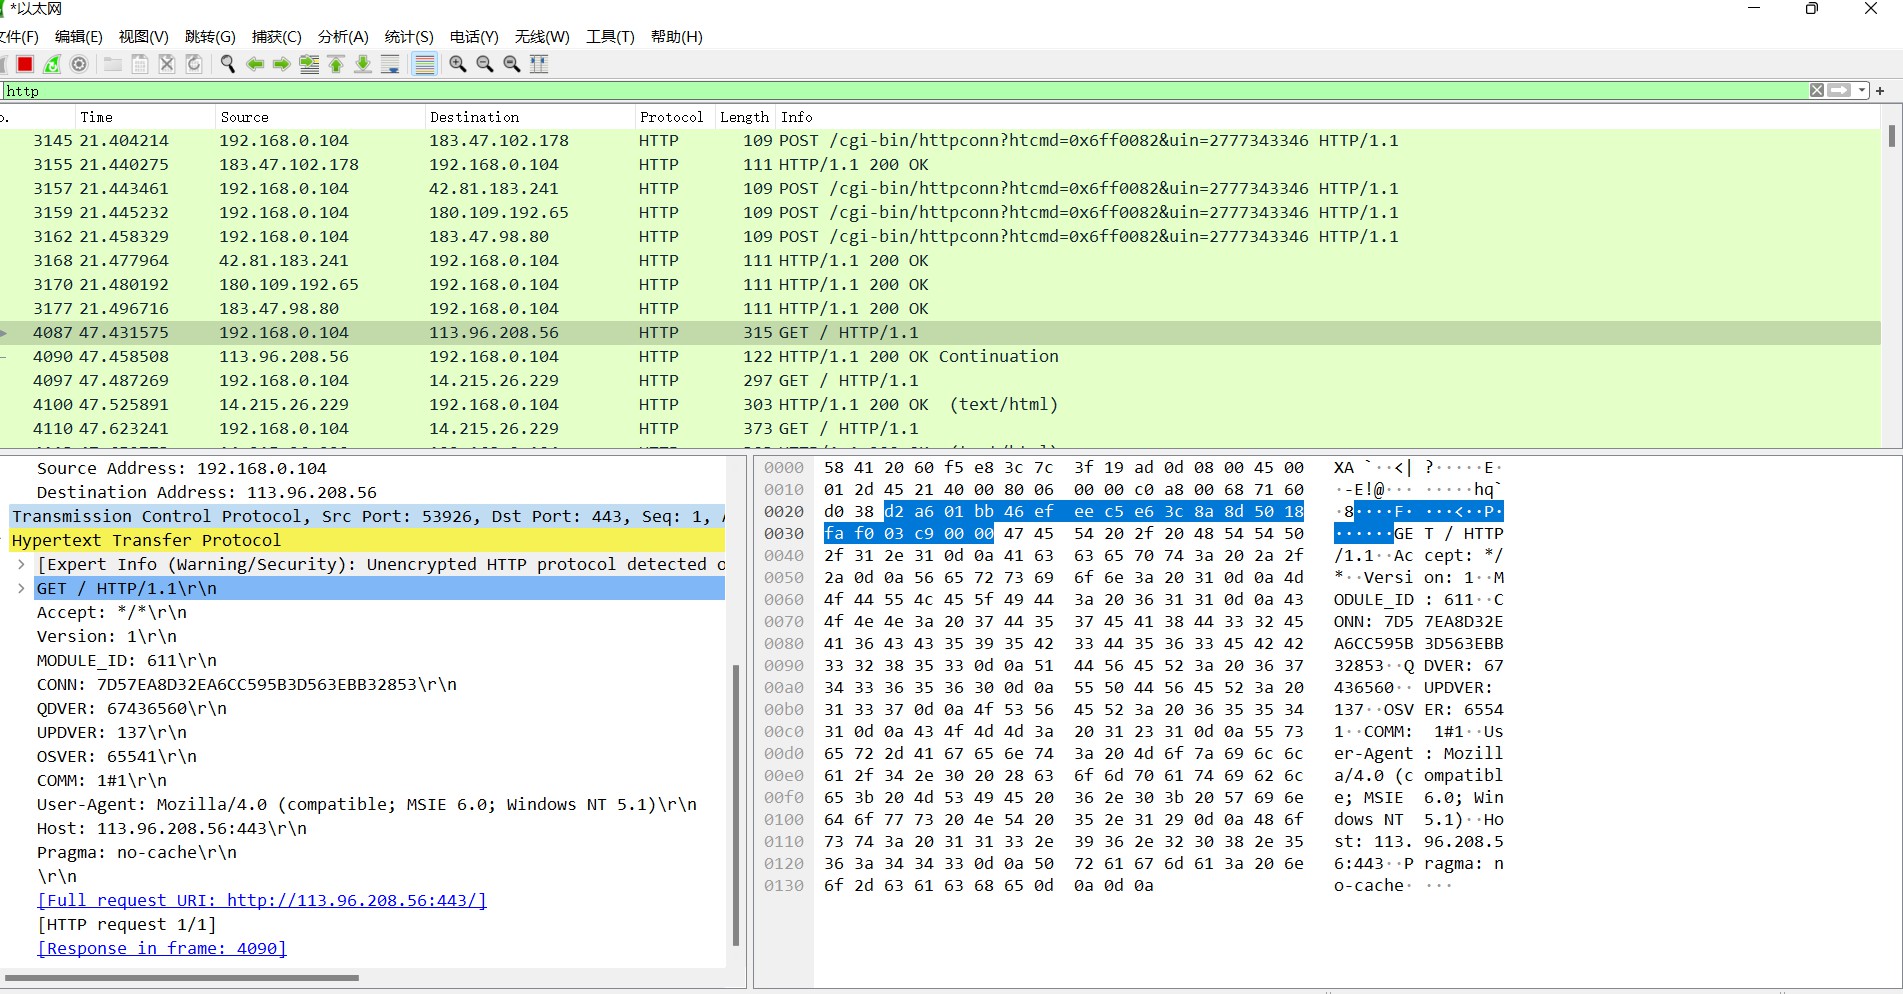 *以太网
文件(F) 编辑(E) 视图(V) 跳转(G) 捕获(C) 分析(A) 统计(S) 电话(Y) 无线(W) 工具(T) 帮助(H)
http
Time Source Destination Protocol Length Info
3145 21.404214 192.168.0.104 183.47.102.178 HTTP 109 POST /cgi-bin/httpconn?htcmd=0x6ff0082&uin=2777343346 HTTP/1.1
3155 21.440275 183.47.102.178 192.168.0.104 HTTP 111 HTTP/1.1 200 OK
3157 21.443461 192.168.0.104 42.81.183.241 HTTP 109 POST /cgi-bin/httpconn?htcmd=0x6ff0082&uin=2777343346 HTTP/1.1
3159 21.445232 192.168.0.104 180.109.192.65 HTTP 109 POST /cgi-bin/httpconn?htcmd=0x6ff0082&uin=2777343346 HTTP/1.1
3162 21.458329 192.168.0.104 183.47.98.80 HTTP 109 POST /cgi-bin/httpconn?htcmd=0x6ff0082&uin=2777343346 HTTP/1.1
3168 21.477964 42.81.183.241 192.168.0.104 HTTP 111 HTTP/1.1 200 OK
3170 21.480192 180.109.192.65 192.168.0.104 HTTP 111 HTTP/1.1 200 OK
3177 21.496716 183.47.98.80 192.168.0.104 HTTP 111 HTTP/1.1 200 OK
4087 47.431575 192.168.0.104 113.96.208.56 HTTP 315 GET / HTTP/1.1
4090 47.458508 113.96.208.56 192.168.0.104 HTTP 122 HTTP/1.1 200 OK Continuation
4097 47.487269 192.168.0.104 14.215.26.229 HTTP 297 GET / HTTP/1.1
4100 47.525891 14.215.26.229 192.168.0.104 HTTP 303 HTTP/1.1 200 OK (text/html)
4110 47.623241 192.168.0.104 14.215.26.229 HTTP 373 GET / HTTP/1.1
Source Address: 192.168.0.104
Destination Address: 113.96.208.56
Transmission Control Protocol, Src Port: 53926, Dst Port: 443, Seq: 1,
Hypertext Transfer Protocol
[Expert Info (Warning/Security): Unencrypted HTTP protocol detected o
GET / HTTP/1.1\r\n
Accept: */*\r\n
Version: 1\r\n
MODULE_ID: 611\r\n
CONN: 7D57EA8D32EA6CC595B3D563EBB32853\r\n
QDVER: 67436560\r\n
UPDVER: 137\r\n
OSVER: 65541\r\n
COMM: 1#1\r\n
User-Agent: Mozilla/4.0 (compatible; MSIE 6.0; Windows NT 5.1)\r\n
Host: 113.96.208.56:443\r\n
Pragma: no-cache\r\n
\r\n
[Full request URI: http://113.96.208.56:443/]
[HTTP request 1/1]
[Response in frame: 4090]
0000 58 41 20 60 f5 e8 3c 7c 3f 19 ad 0d 08 00 45 00 XA `··<| ?·····E·
0010 01 2d 45 21 40 00 80 06 00 00 c0 a8 00 68 71 60 ·-E!@··· ·····hq`
0020 d0 38 d2 a6 01 bb 46 ef ee c5 e6 3c 8a 8d 50 18 ·8····F· ···<··P·
0030 fa f0 03 c9 00 00 47 45 54 20 2f 20 48 54 54 50 ······GE T / HTTP
0040 2f 31 2e 31 0d 0a 41 63 63 65 70 74 3a 20 2a 2f /1.1··Ac cept: */
0050 2a 0d 0a 56 65 72 73 69 6f 6e 3a 20 31 0d 0a 4d *··Versi on: 1··M
0060 4f 44 55 4c 45 5f 49 44 3a 20 36 31 31 0d 0a 43 ODULE_ID : 611··C
0070 4f 4e 4e 3a 20 37 44 35 37 45 41 38 44 33 32 45 ONN: 7D5 7EA8D32E
0080 41 36 43 43 35 39 35 42 33 44 35 36 33 45 42 42 A6CC595B 3D563EBB
0090 33 32 38 35 33 0d 0a 51 44 56 45 52 3a 20 36 37 32853··Q DVER: 67
00a0 34 33 36 35 36 30 0d 0a 55 50 44 56 45 52 3a 20 436560·· UPDVER:
00b0 31 33 37 0d 0a 4f 53 56 45 52 3a 20 36 35 35 34 137··OSV ER: 6554
00c0 31 0d 0a 43 4f 4d 4d 3a 20 31 23 31 0d 0a 55 73 1··COMM: 1#1··Us
00d0 65 72 2d 41 67 65 6e 74 3a 20 4d 6f 7a 69 6c 6c er-Agent : Mozill
00e0 61 2f 34 2e 30 20 28 63 6f 6d 70 61 74 69 62 6c a/4.0 (c ompatibl
00f0 65 3b 20 4d 53 49 45 20 36 2e 30 3b 20 57 69 6e e; MSIE 6.0; Win
0100 64 6f 77 73 20 4e 54 20 35 2e 31 29 0d 0a 48 6f dows NT 5.1)··Ho
0110 73 74 3a 20 31 31 33 2e 39 36 2e 32 30 38 2e 35 st: 113. 96.208.5
0120 36 3a 34 34 33 0d 0a 50 72 61 67 6d 61 3a 20 6e 6:443··P ragma: n
0130 6f 2d 63 61 63 68 65 0d 0a 0d 0a o-cache· ···